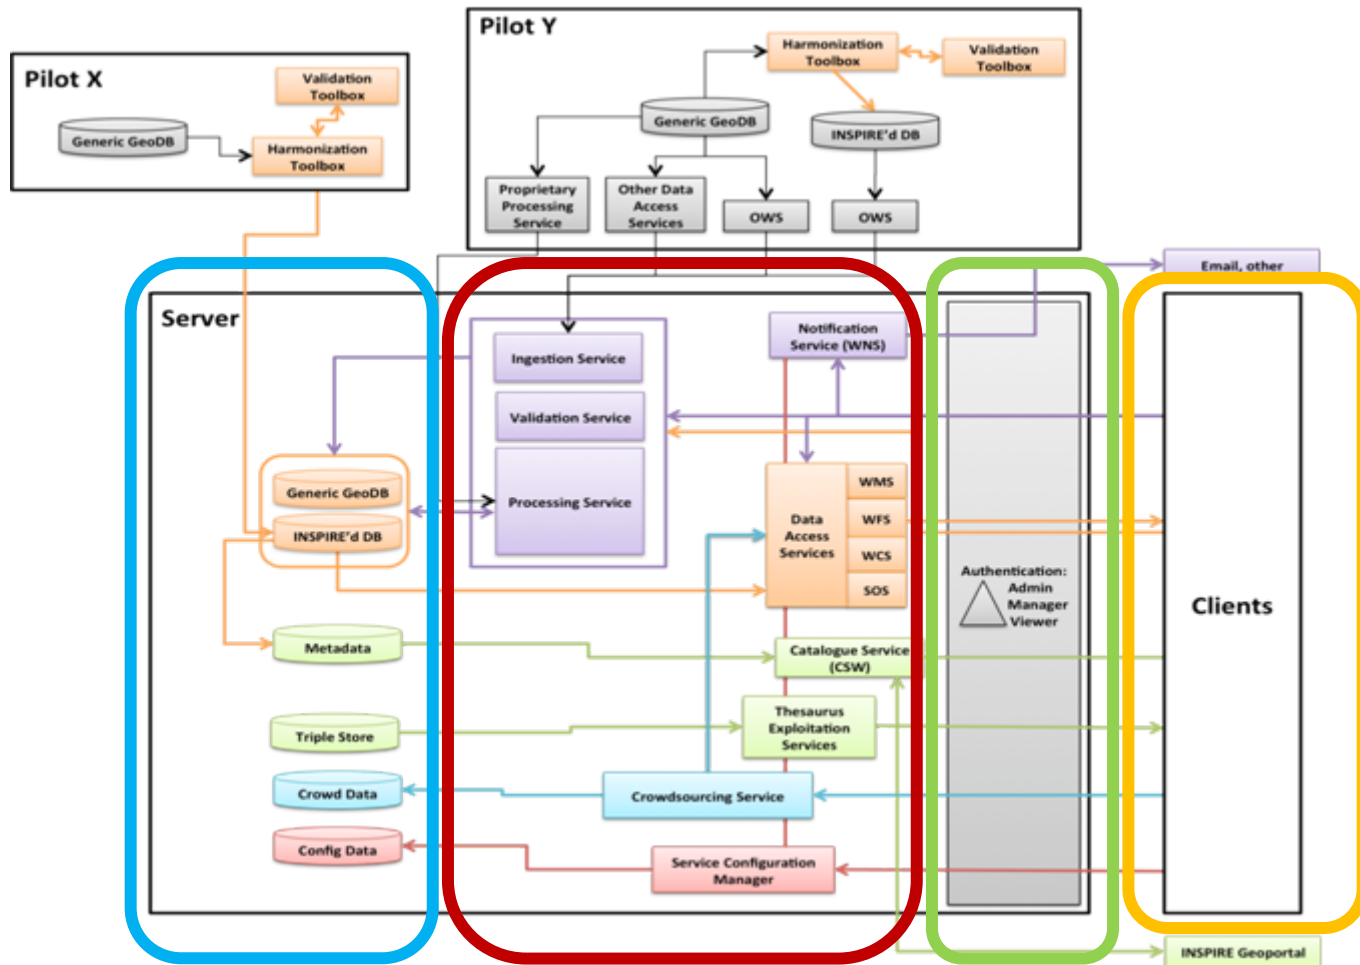 Pilot X
Validation
Toolbox
Generic GeoDB
Harmonization
Toolbox
Pilot Y
Harmonization
Toolbox
Validation
Toolbox
Generic GeoDB
INSPIRE'd DB
Proprietary
Processing
Service
Other Data
Access
Services
OWS
OWS
Email, other
Server
Ingestion Service
Validation Service
Processing Service
Notification
Service (WNS)
Generic GeoDB
INSPIRE'd DB
Data
Access
Services
WMS
WFS
WCS
SOS
Authentication:
Admin
Manager
Viewer
Clients
Metadata
Catalogue Service
(CSW)
Triple Store
Thesaurus
Exploitation
Services
Crowd Data
Crowdsourcing Service
Config Data
Service Configuration
Manager
INSPIRE Geoportal